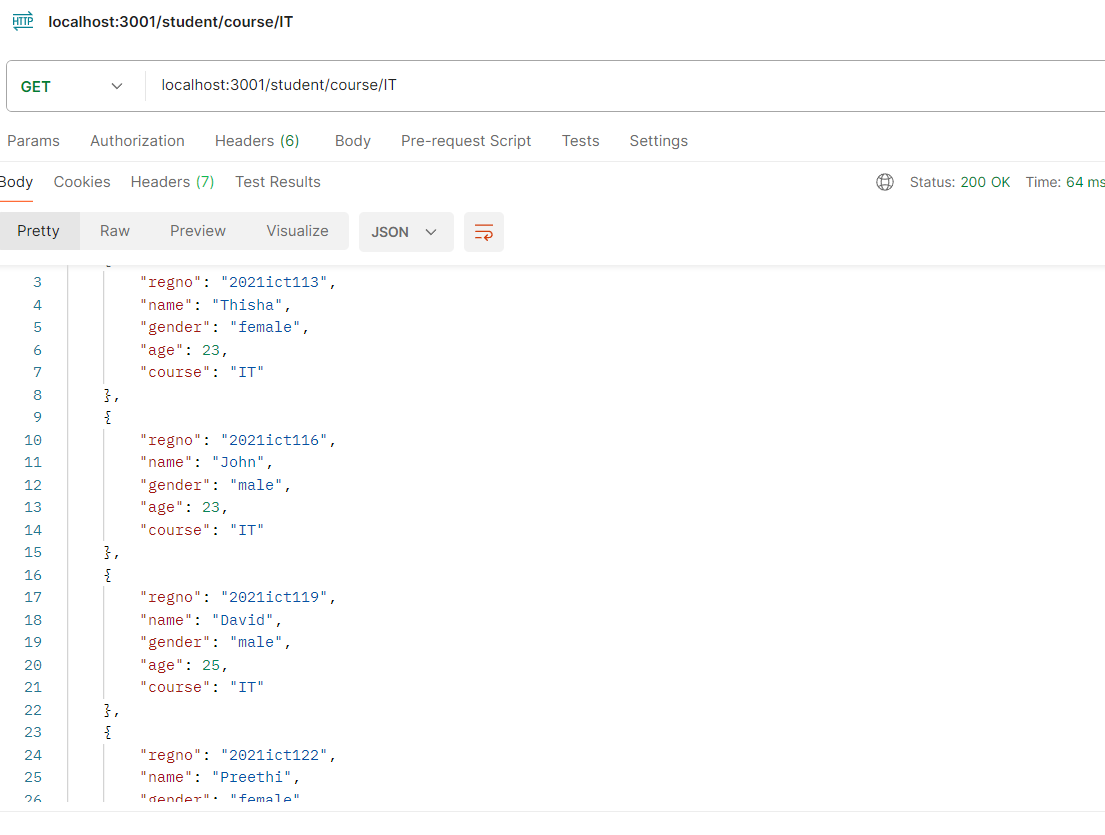 HTTP localhost:3001/student/course/IT
GET localhost:3001/student/course/IT
Params Authorization Headers (6) Body Pre-request Script Tests Settings
Body Cookies Headers (7) Test Results Status: 200 OK Time: 64 ms
Pretty Raw Preview Visualize JSON
3 "regno": "2021ict113",
4 "name": "Thisha",
5 "gender": "female",
6 "age": 23,
7 "course": "IT"
8 },
9 {
10 "regno": "2021ict116",
11 "name": "John",
12 "gender": "male",
13 "age": 23,
14 "course": "IT"
15 },
16 {
17 "regno": "2021ict119",
18 "name": "David",
19 "gender": "male",
20 "age": 25,
21 "course": "IT"
22 },
23 {
24 "regno": "2021ict122",
25 "name": "Preethi",
26 "gender": "female"